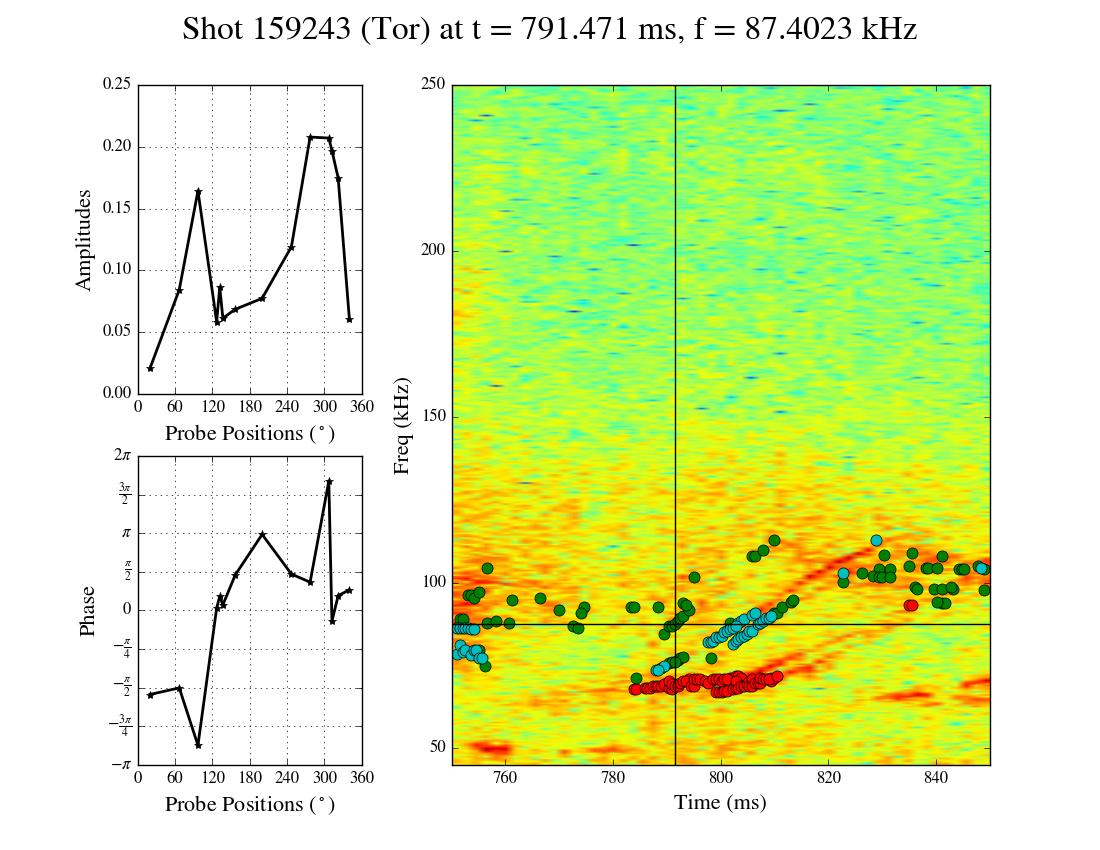 Shot 159243 (Tor) at t = 791.471 ms, f = 87.4023 kHz
0.25
0.20
0.15
0.10
0.05
0.00
Amplitudes
0 60 120 180 240 300 360
Probe Positions (°)
2π
3π/2
π
π/2
0
−π/4
−π/2
−3π/4
−π
Phase
0 60 120 180 240 300 360
Probe Positions (°)
250
200
150
100
50
Freq (kHz)
760 780 800 820 840
Time (ms)